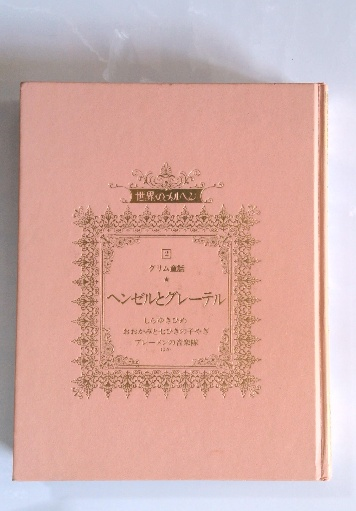 世界のメルヘン
2
グリム童話
★
ヘンゼルとグレーテル
しらゆきひめ
おおかみと七ひきの子やぎ
ブレーメンの音楽隊